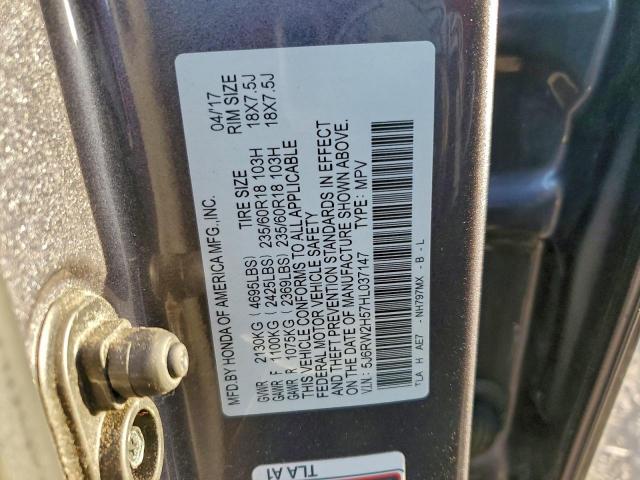 MFD.BY HONDA OF AMERICA MFG.,INC. 04/'17
TIRE SIZE RIM SIZE
GVWR 2130KG (4695LBS)
GAWR F 1100KG (2425LBS) 235/60R18 103H 18X7.5J
GAWR R 1075KG (2369LBS) 235/60R18 103H 18X7.5J
THIS VEHICLE CONFORMS TO ALL APPLICABLE
FEDERAL MOTOR VEHICLE SAFETY
AND THEFT PREVENTION STANDARDS IN EFFECT
ON THE DATE OF MANUFACTURE SHOWN ABOVE.
V.I.N.: 5J6RW2H57HL037147 TYPE: MPV
TLA H AE7 - NH797MX - B - L
TLA A1